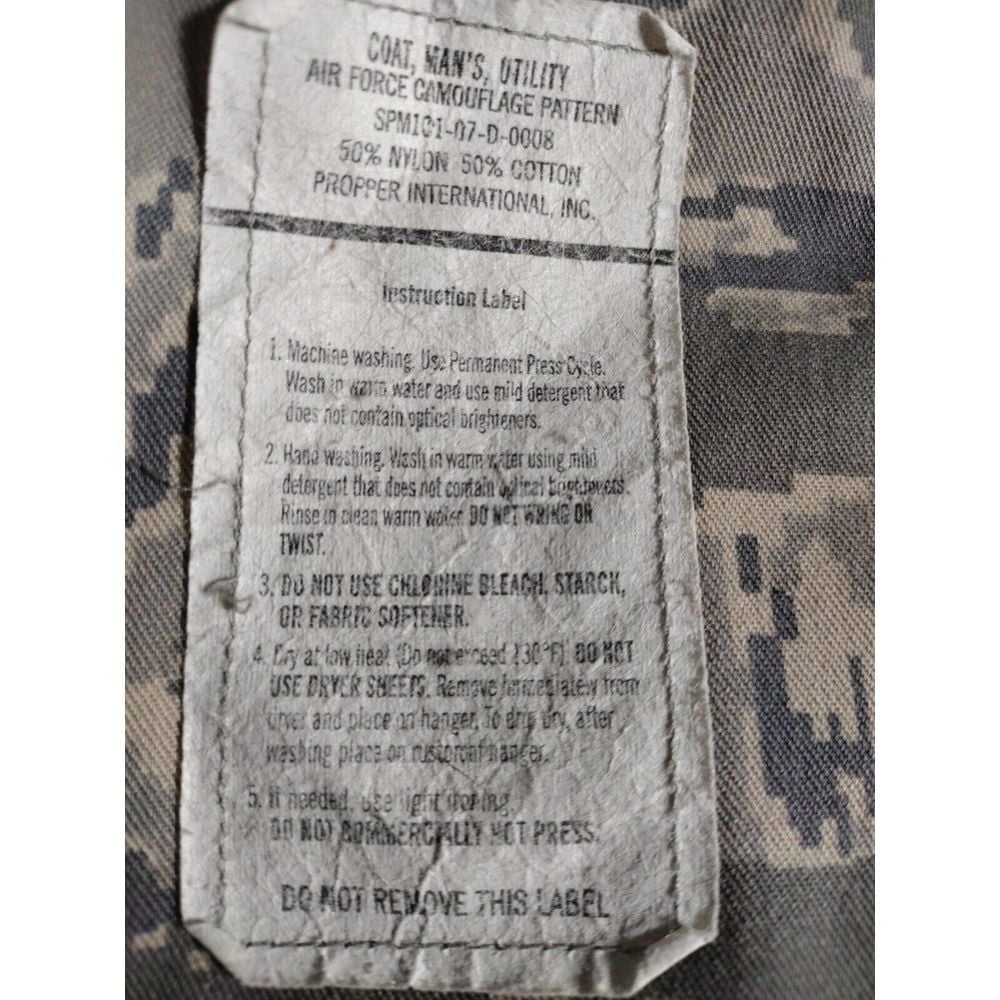 COAT, MAN'S, UTILITY
AIR FORCE CAMOUFLAGE PATTERN
SPM1C1-07-D-0008
50% NYLON 50% COTTON
PROPPER INTERNATIONAL, INC.
Instruction Label
1. Machine washing. Use Permanent Press Cycle.
Wash in warm water and use mild detergent that
does not contain optical brighteners.
2. Hand washing. Wash in warm water using mild
detergent that does not contain optical brighteners.
Rinse in clean warm water. DO NOT WRING OR
TWIST.
3. DO NOT USE CHLORINE BLEACH, STARCH,
OR FABRIC SOFTENER.
4. Dry at low heat (Do not exceed 130°F). DO NOT
USE DRYER SHEETS. Remove immediately from
dryer and place on hanger. To drip dry, after
washing place on rustproof hanger.
5. If needed, use light ironing.
DO NOT COMMERCIALLY HOT PRESS.
DO NOT REMOVE THIS LABEL